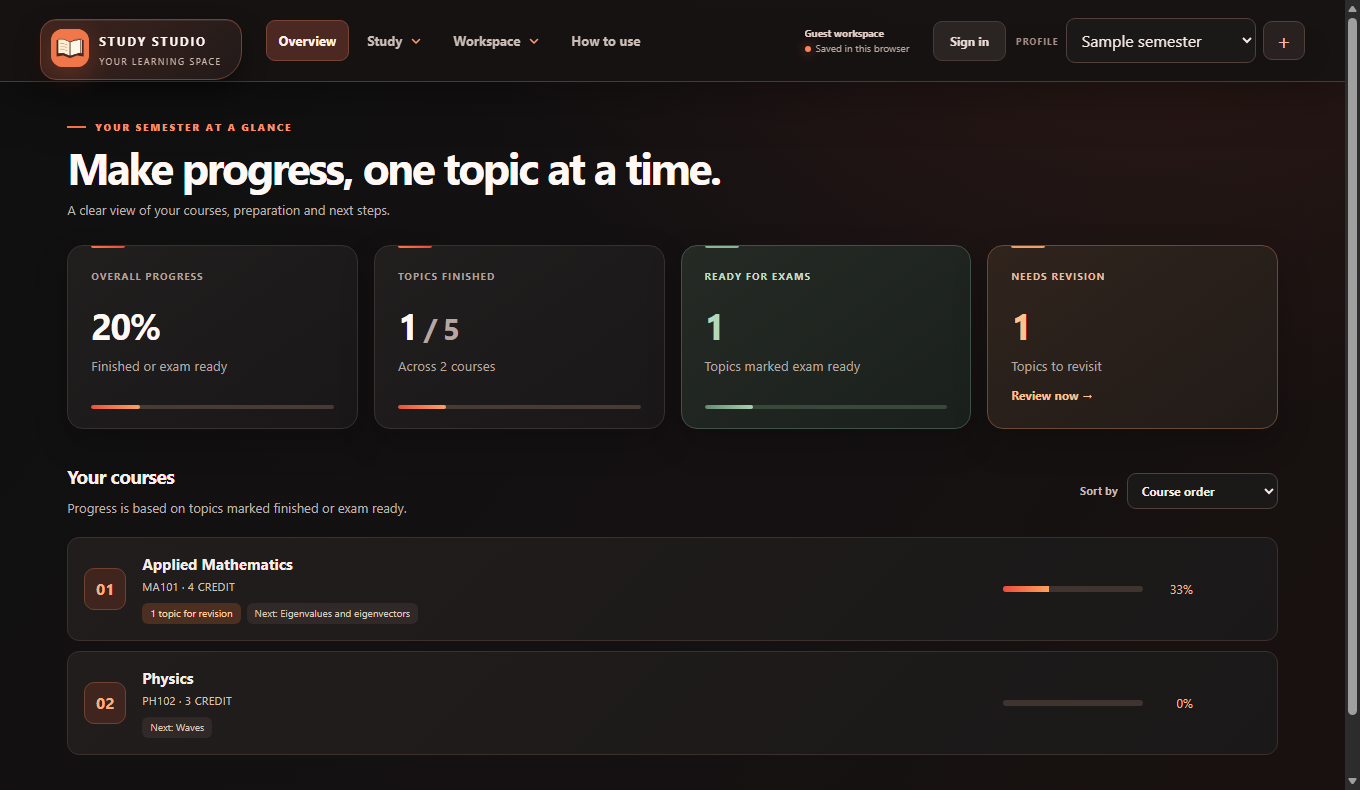 STUDY STUDIO
YOUR LEARNING SPACE
Overview
Study
Workspace
How to use
Guest workspace
Saved in this browser
Sign in
PROFILE
Sample semester
+
YOUR SEMESTER AT A GLANCE
Make progress, one topic at a time.
A clear view of your courses, preparation and next steps.
OVERALL PROGRESS
20%
Finished or exam ready
TOPICS FINISHED
1 / 5
Across 2 courses
READY FOR EXAMS
1
Topics marked exam ready
NEEDS REVISION
1
Topics to revisit
Review now →
Your courses
Progress is based on topics marked finished or exam ready.
Sort by
Course order
01
Applied Mathematics
MA101 · 4 CREDIT
1 topic for revision
Next: Eigenvalues and eigenvectors
33%
02
Physics
PH102 · 3 CREDIT
Next: Waves
0%